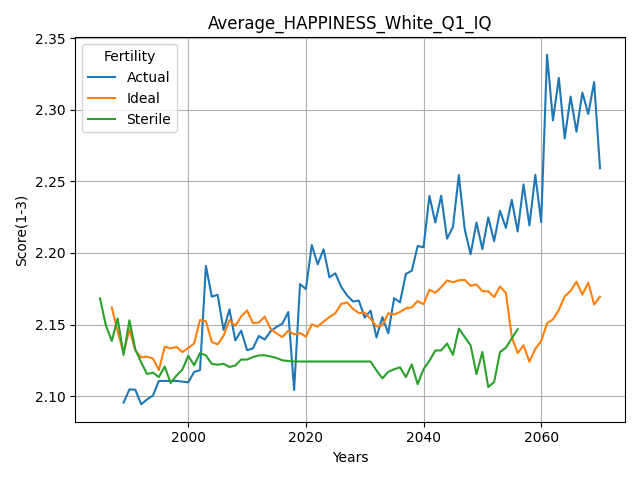 Average_HAPPINESS_White_Q1_IQ
Fertility
Actual
Ideal
Sterile
2.35
2.30
2.25
2.20
2.15
2.10
Score(1-3)
2000
2020
2040
2060
Years